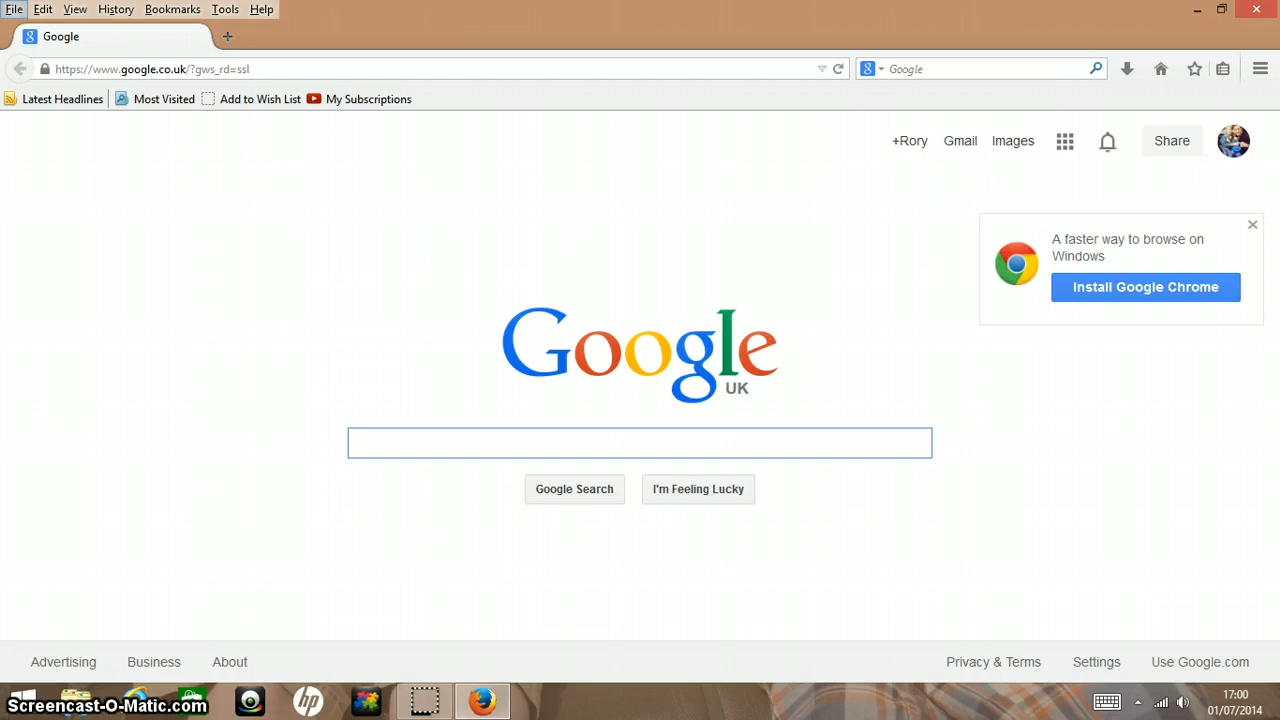 File Edit View History Bookmarks Tools Help
Google
https://www.google.co.uk/?gws_rd=ssl
Google
Latest Headlines Most Visited Add to Wish List My Subscriptions
+Rory Gmail Images Share
A faster way to browse on
Windows
Install Google Chrome
Google
UK
Google Search I'm Feeling Lucky
Advertising Business About Privacy & Terms Settings Use Google.com
Screencast-O-Matic.com
hp
17:00
01/07/2014